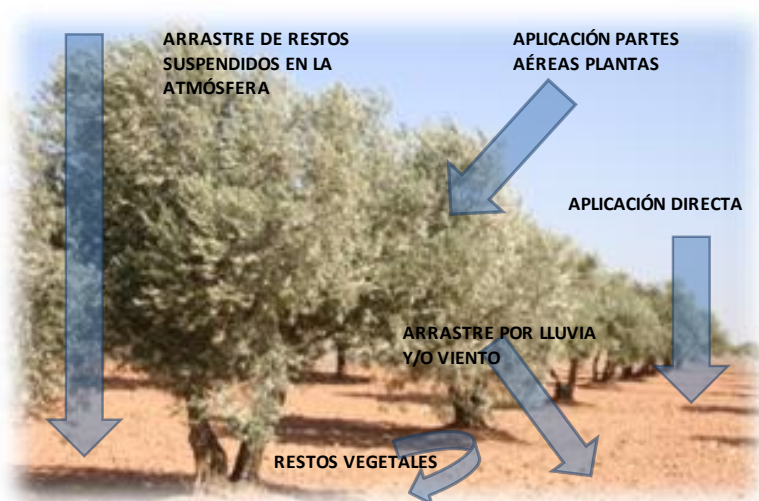 ARRASTRE DE RESTOS
SUSPENDIDOS EN LA
ATMÓSFERA
APLICACIÓN PARTES
AÉREAS PLANTAS
APLICACIÓN DIRECTA
ARRASTRE POR LLUVIA
Y/O VIENTO
RESTOS VEGETALES